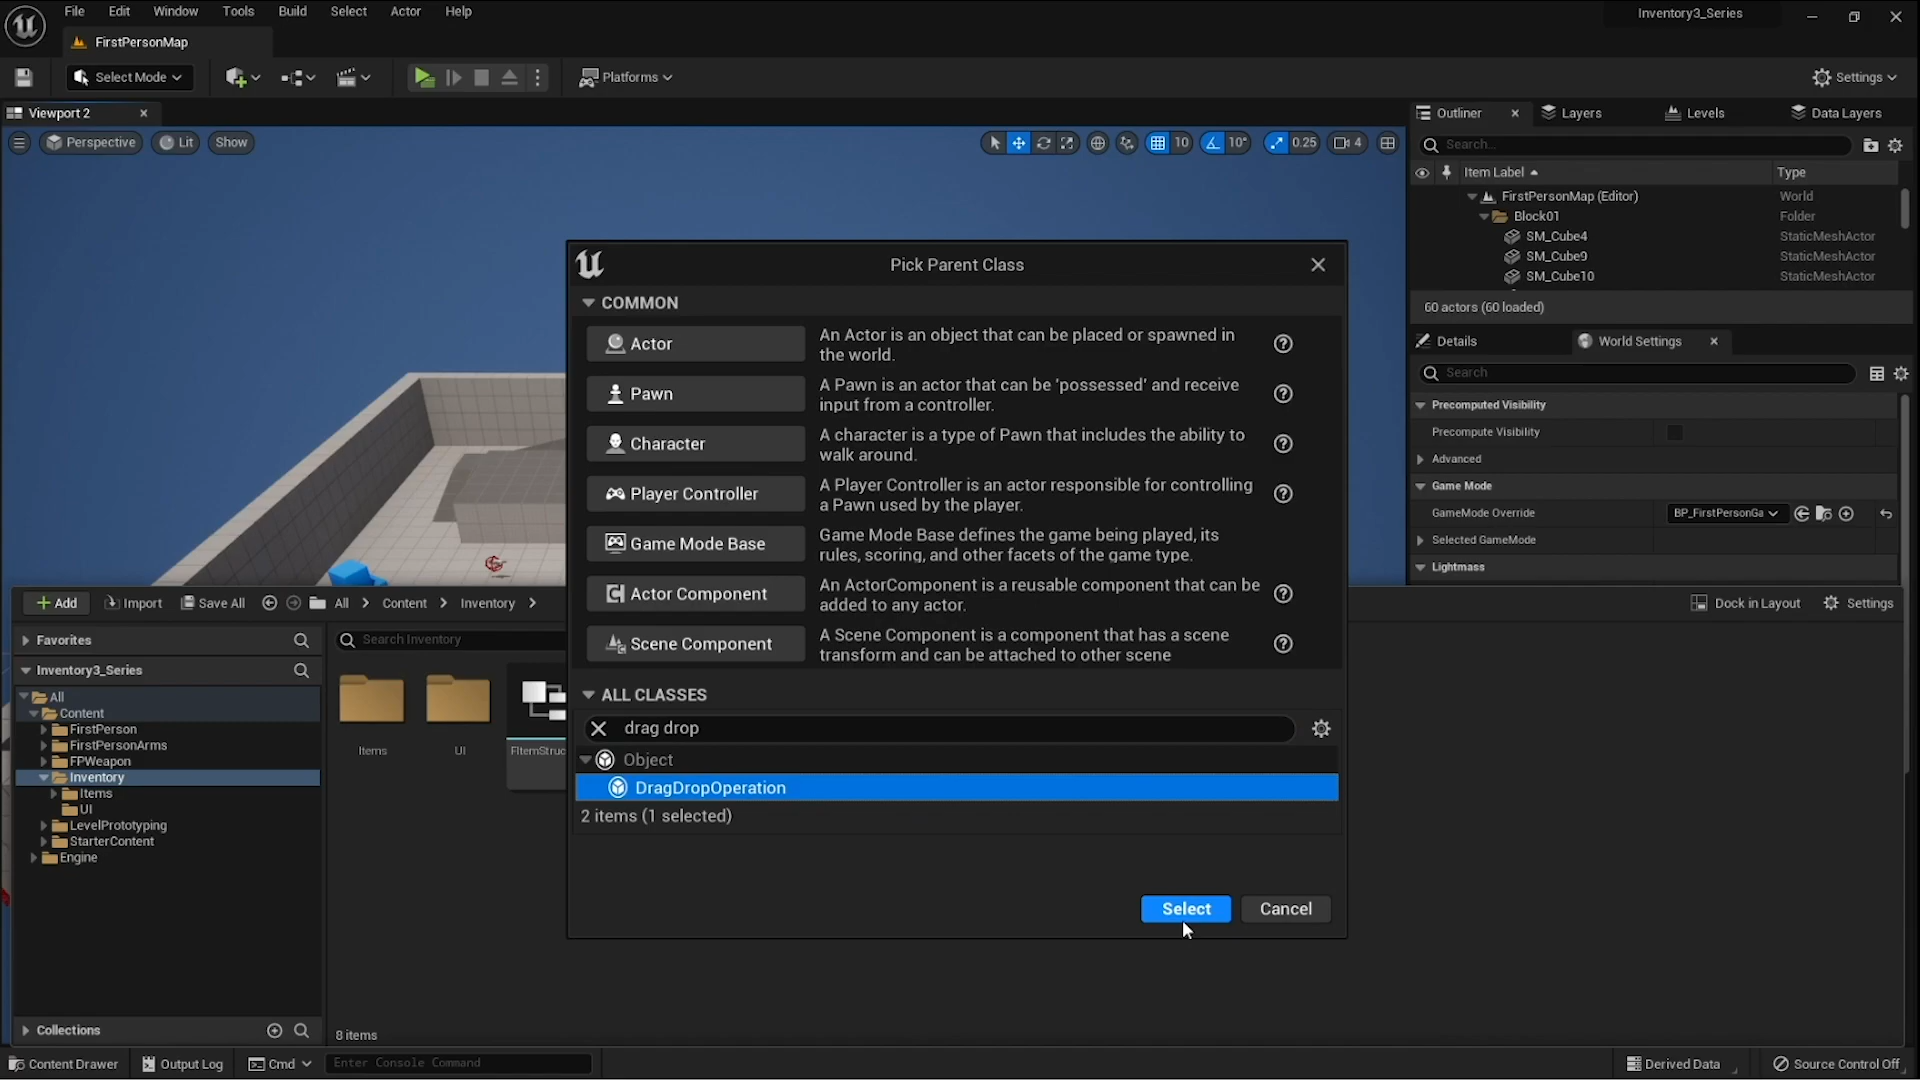 File Edit Window Tools Build Select Actor Help Inventory3_Series
FirstPersonMap
Select Mode Platforms Settings
Viewport 2 Outliner Layers Levels Data Layers
Perspective Lit Show 10 10° 0.25 4 Search...
Item Label Type
FirstPersonMap (Editor) World
Block01 Folder
SM_Cube4 StaticMeshActor
SM_Cube9 StaticMeshActor
SM_Cube10 StaticMeshActor
60 actors (60 loaded)
Details World Settings
Search
Precomputed Visibility
Precompute Visibility
Advanced
Game Mode
GameMode Override BP_FirstPersonGa
Selected GameMode
Lightmass
Pick Parent Class
COMMON
Actor An Actor is an object that can be placed or spawned in
the world.
Pawn A Pawn is an actor that can be 'possessed' and receive
input from a controller.
Character A character is a type of Pawn that includes the ability to
walk around.
Player Controller A Player Controller is an actor responsible for controlling
a Pawn used by the player.
Game Mode Base Game Mode Base defines the game being played, its
rules, scoring, and other facets of the game type.
Actor Component An ActorComponent is a reusable component that can be
added to any actor.
Scene Component A Scene Component is a component that has a scene
transform and can be attached to other scene
ALL CLASSES
drag drop
Object
DragDropOperation
2 items (1 selected)
Select Cancel
Add Import Save All All Content Inventory Dock in Layout Settings
Favorites Search Inventory
Inventory3_Series
All
Content
FirstPerson
FirstPersonArms
FPWeapon
Inventory
Items
UI
LevelPrototyping
StarterContent
Engine
Items UI FItemStruc
Collections 8 items
Content Drawer Output Log Cmd Enter Console Command Derived Data Source Control Off